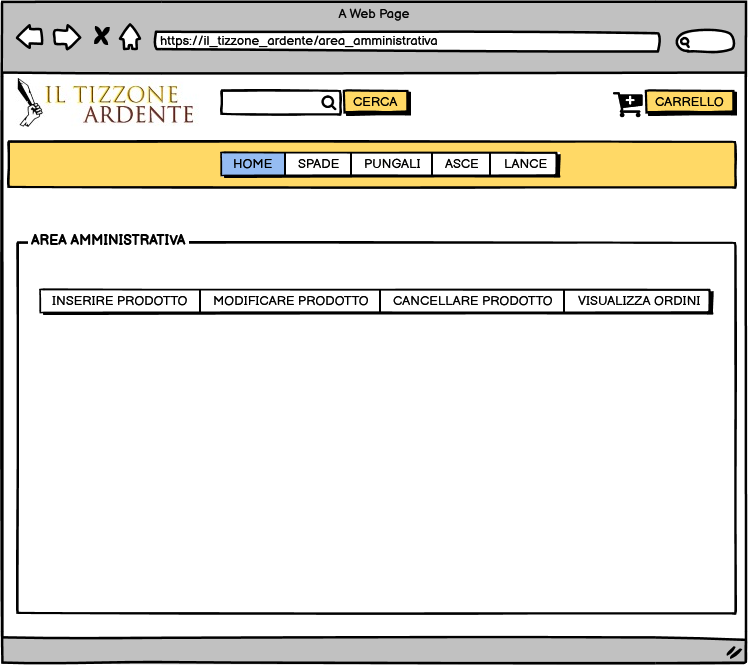 A Web Page
https://il_tizzone_ardente/area_amministrativa
IL TIZZONE
ARDENTE
CERCA
CARRELLO
HOME SPADE PUNGALI ASCE LANCE
AREA AMMINISTRATIVA
INSERIRE PRODOTTO MODIFICARE PRODOTTO CANCELLARE PRODOTTO VISUALIZZA ORDINI